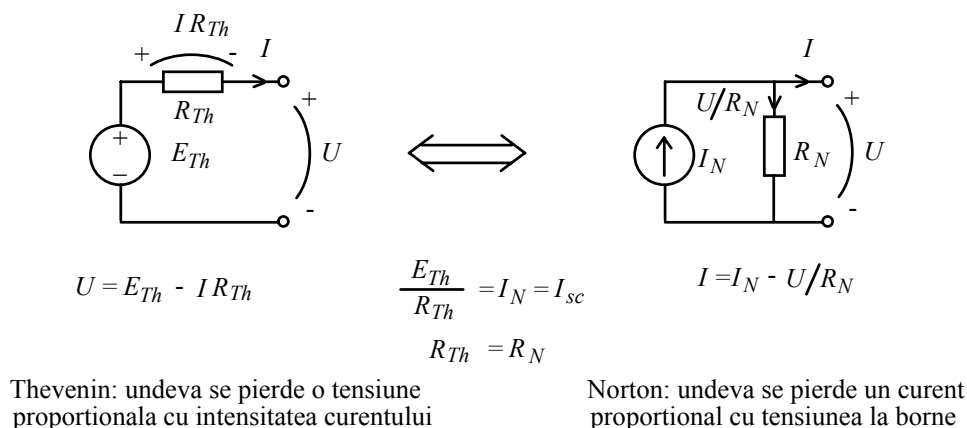 I R_Th
+ -
I
R_Th
+
+
E_Th
−
U
-
I
U/R_N
+
I_N
R_N
U
-
U = E_Th - I R_Th
E_Th / R_Th = I_N = I_sc
I = I_N - U/R_N
R_Th = R_N
Thevenin: undeva se pierde o tensiune
proportionala cu intensitatea curentului
Norton: undeva se pierde un curent
proportional cu tensiunea la borne